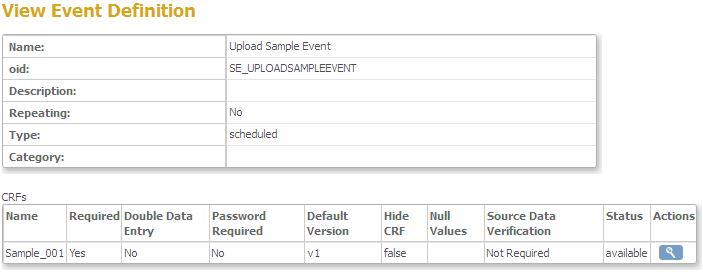 View Event Definition
Name: Upload Sample Event
oid: SE_UPLOADSAMPLEEVENT
Description:
Repeating: No
Type: scheduled
Category:
CRFs
Name Required Double Data Entry Password Required Default Version Hide CRF Null Values Source Data Verification Status Actions
Sample_001 Yes No No v1 false Not Required available